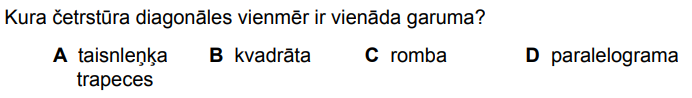 Kura četrstūra diagonāles vienmēr ir vienāda garuma?
A taisnleņķa B kvadrāta C romba D paralelograma
trapeces